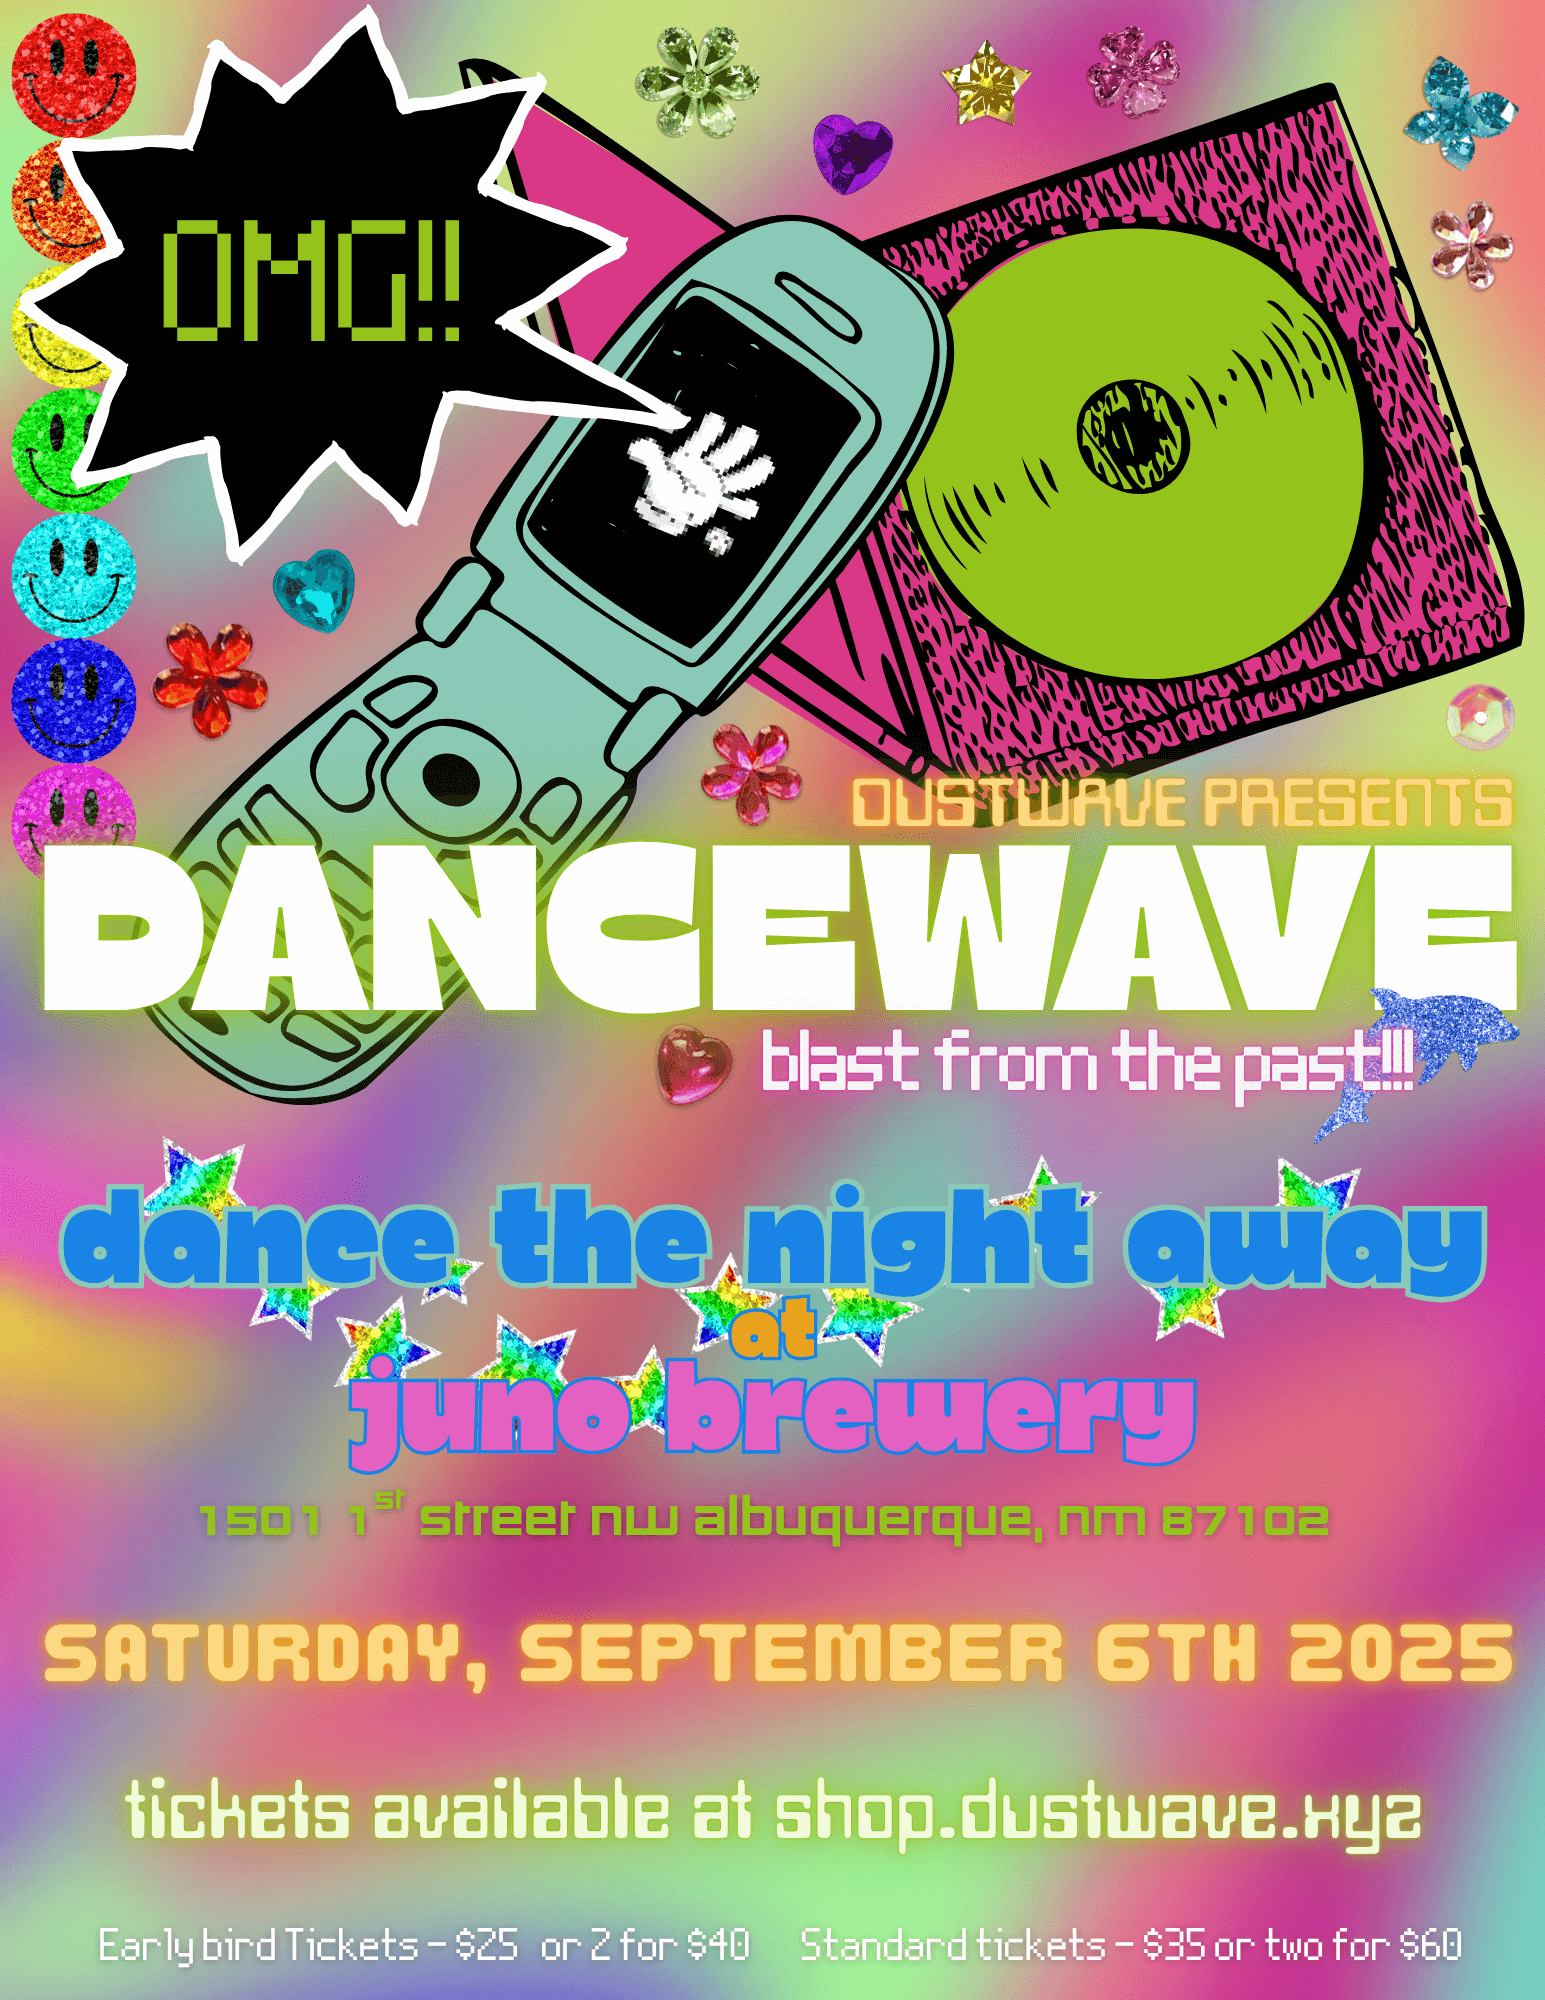 OMG!!
DUSTWAVE PRESENTS
DANCEWAVE
blast from the past!!!
dance the night away
at
juno brewery
1501 1st street nw albuquerque, nm 87102
SATURDAY, SEPTEMBER 6TH 2025
tickets available at shop.dustwave.xyz
Early bird Tickets - $25 or 2 for $40 Standard tickets - $35 or two for $60